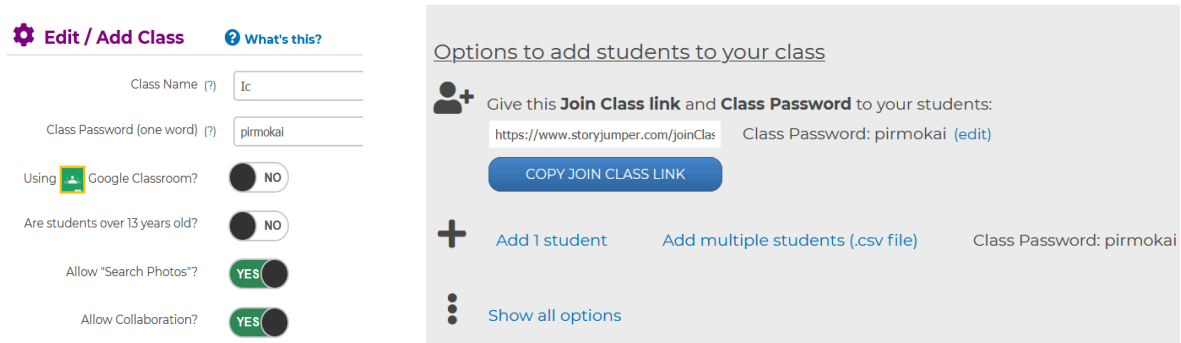 Edit / Add Class
What's this?
Class Name (?)
Ic
Class Password (one word) (?)
pirmokai
Using Google Classroom?
NO
Are students over 13 years old?
NO
Allow "Search Photos"?
YES
Allow Collaboration?
YES
Options to add students to your class
Give this Join Class link and Class Password to your students:
https://www.storyjumper.com/joinClas
Class Password: pirmokai (edit)
COPY JOIN CLASS LINK
Add 1 student
Add multiple students (.csv file)
Class Password: pirmokai
Show all options